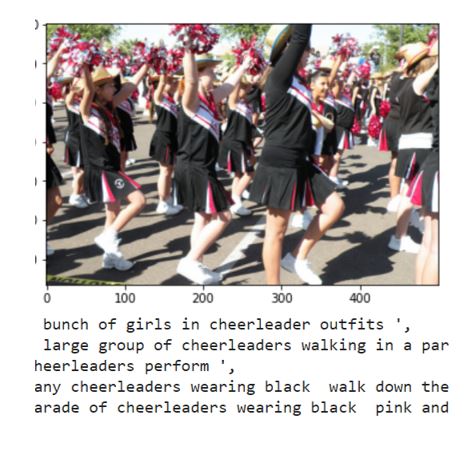 0 100 200 300 400
bunch of girls in cheerleader outfits ',
large group of cheerleaders walking in a par
heerleaders perform ',
any cheerleaders wearing black  walk down the
arade of cheerleaders wearing black  pink and